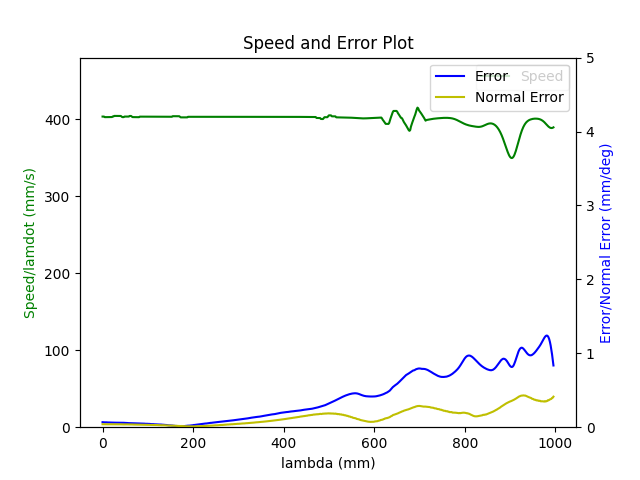 Speed and Error Plot
Error
Speed
Normal Error
400
300
200
100
0
5
4
3
2
1
0
Speed/lamdot (mm/s)
Error/Normal Error (mm/deg)
0
200
400
600
800
1000
lambda (mm)